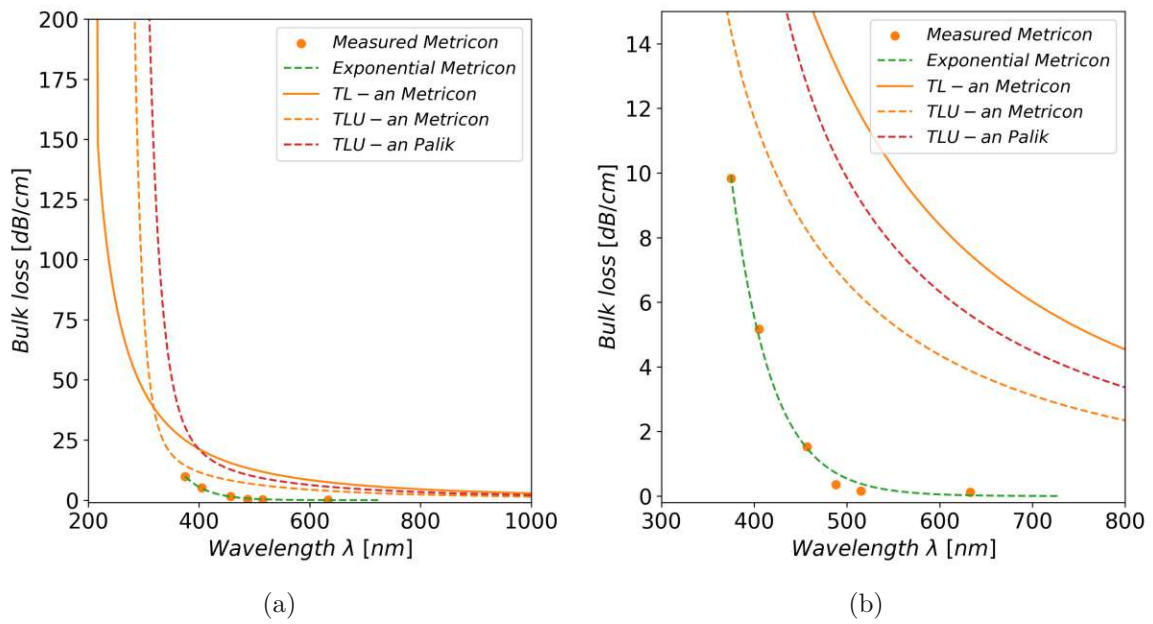 200
175
150
125
100
75
50
25
0
Bulk loss [dB/cm]
Measured Metricon
Exponential Metricon
TL − an Metricon
TLU − an Metricon
TLU − an Palik
200 400 600 800 1000
Wavelength λ [nm]
(a)
14
12
10
8
6
4
2
0
Bulk loss [dB/cm]
Measured Metricon
Exponential Metricon
TL − an Metricon
TLU − an Metricon
TLU − an Palik
300 400 500 600 700 800
Wavelength λ [nm]
(b)